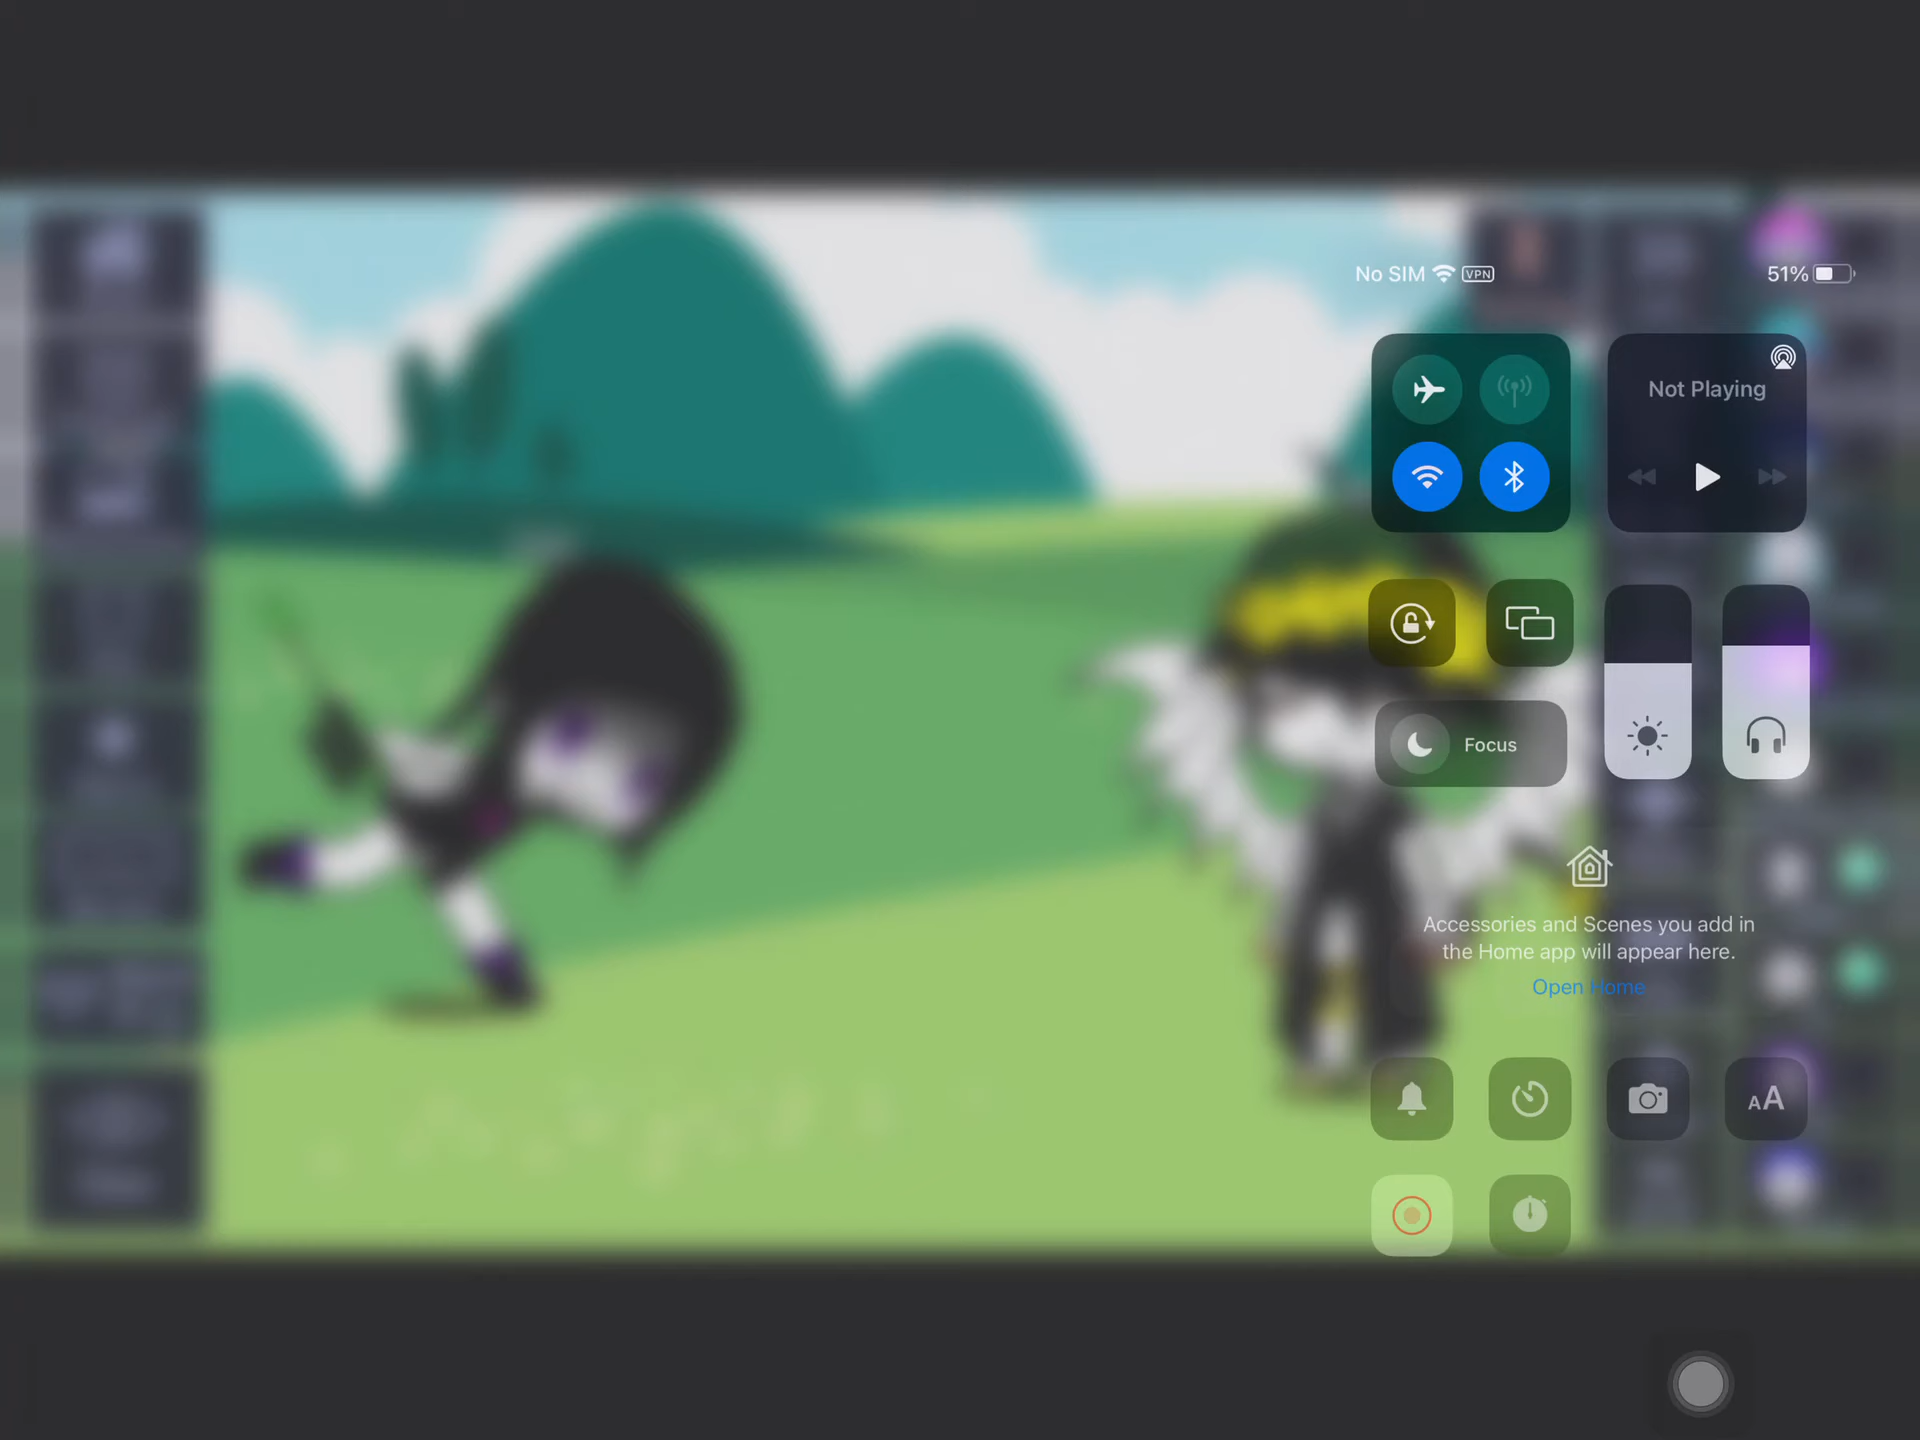 No SIM VPN
51%
Not Playing
Focus
Accessories and Scenes you add in
the Home app will appear here.
Open Home
AA